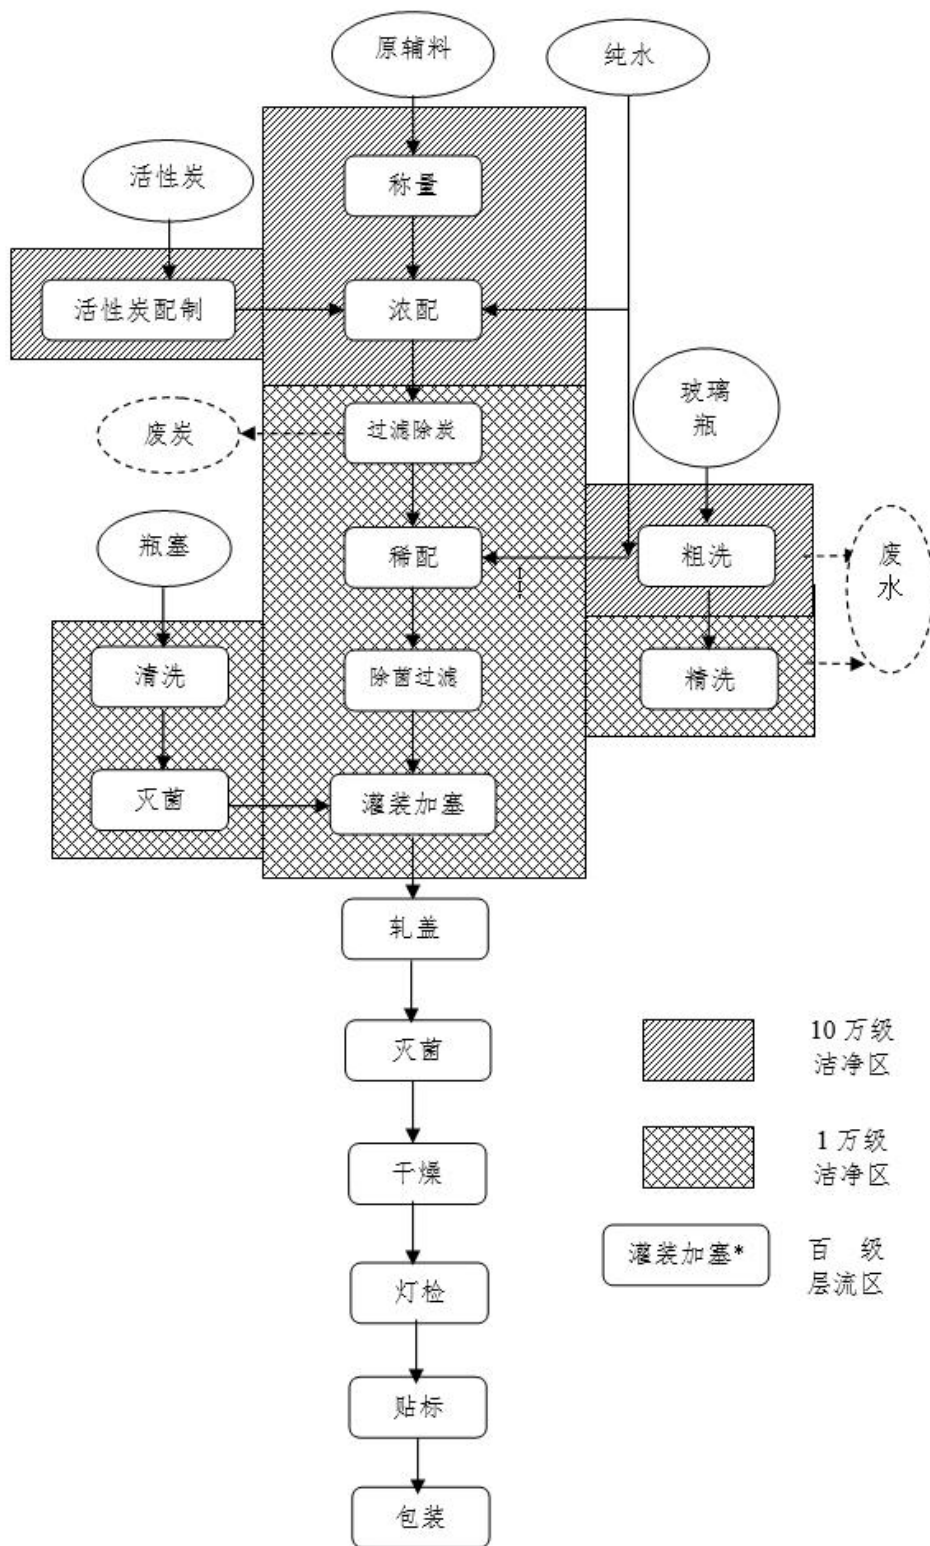 原辅料
纯水
活性炭
称量
活性炭配制
浓配
玻璃
瓶
废炭
过滤除炭
瓶塞
稀配
粗洗
废
水
清洗
除菌过滤
精洗
灭菌
灌装加塞
轧盖
灭菌
10 万级
洁净区
干燥
1 万级
洁净区
灌装加塞*
百 级
层流区
灯检
贴标
包装